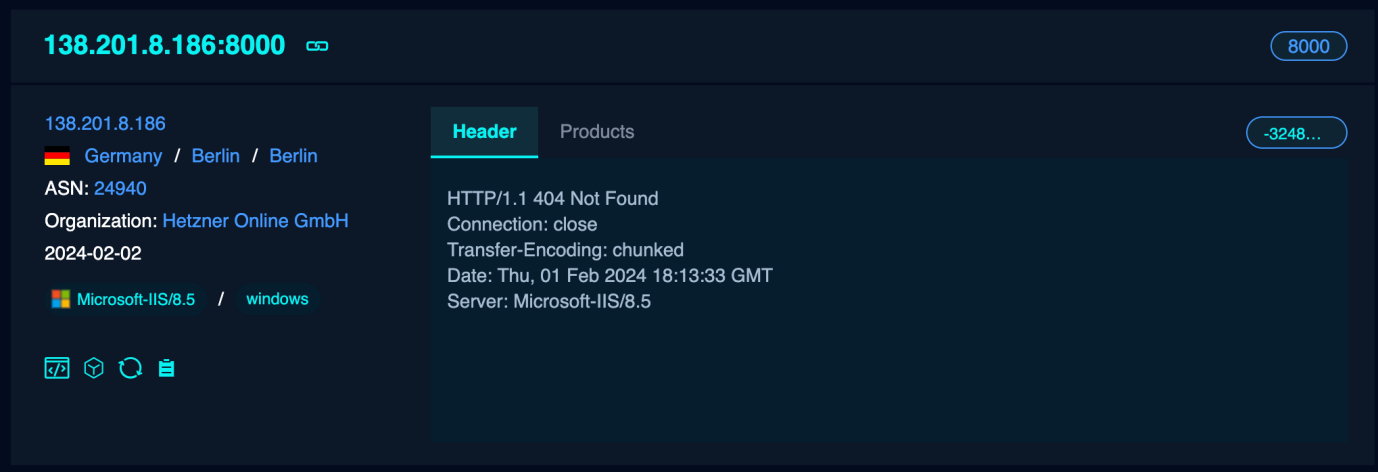 138.201.8.186:8000
8000
138.201.8.186
Germany / Berlin / Berlin
ASN: 24940
Organization: Hetzner Online GmbH
2024-02-02
Microsoft-IIS/8.5 / windows
Header Products
-3248...
HTTP/1.1 404 Not Found
Connection: close
Transfer-Encoding: chunked
Date: Thu, 01 Feb 2024 18:13:33 GMT
Server: Microsoft-IIS/8.5